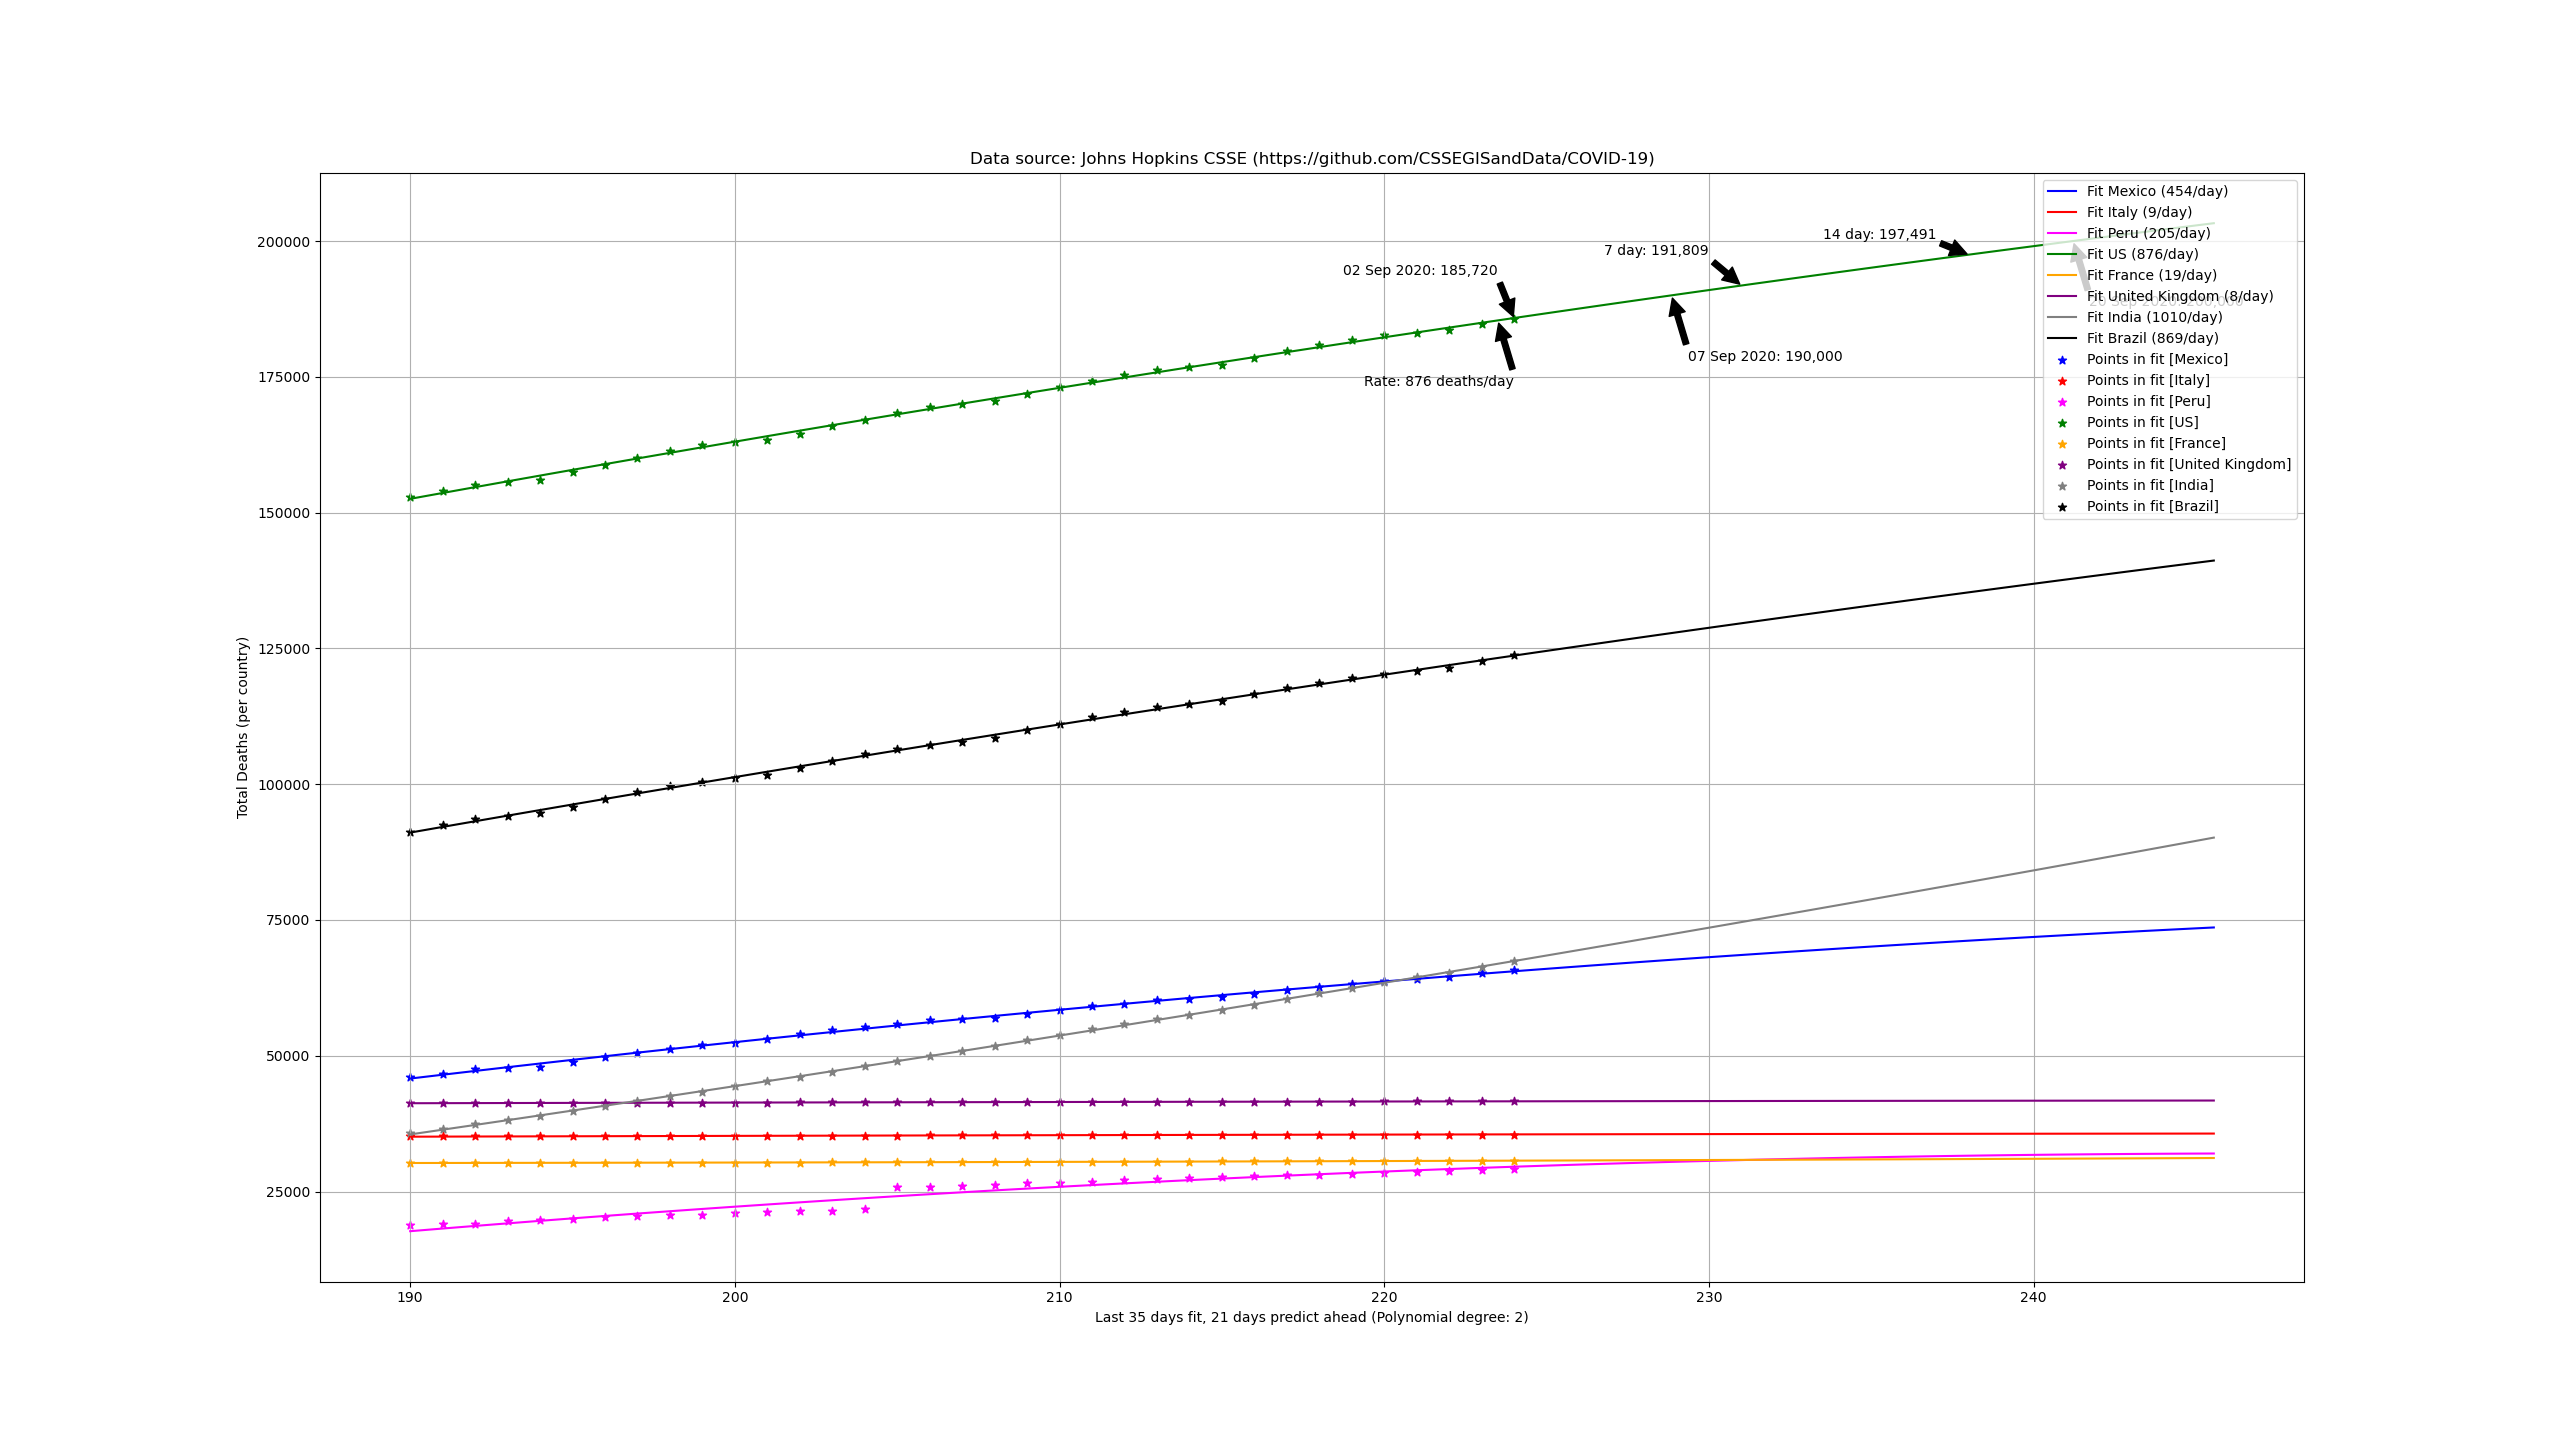 Data source: Johns Hopkins CSSE (https://github.com/CSSEGISandData/COVID-19)
Total Deaths (per country)
200000
175000
150000
125000
100000
75000
50000
25000
02 Sep 2020: 185,720
7 day: 191,809
14 day: 197,491
Rate: 876 deaths/day
07 Sep 2020: 190,000
Fit Mexico (454/day)
Fit Italy (9/day)
Fit Peru (205/day)
Fit US (876/day)
Fit France (19/day)
Fit United Kingdom (8/day)
Fit India (1010/day)
Fit Brazil (869/day)
Points in fit [Mexico]
Points in fit [Italy]
Points in fit [Peru]
Points in fit [US]
Points in fit [France]
Points in fit [United Kingdom]
Points in fit [India]
Points in fit [Brazil]
190
200
210
220
230
240
Last 35 days fit, 21 days predict ahead (Polynomial degree: 2)